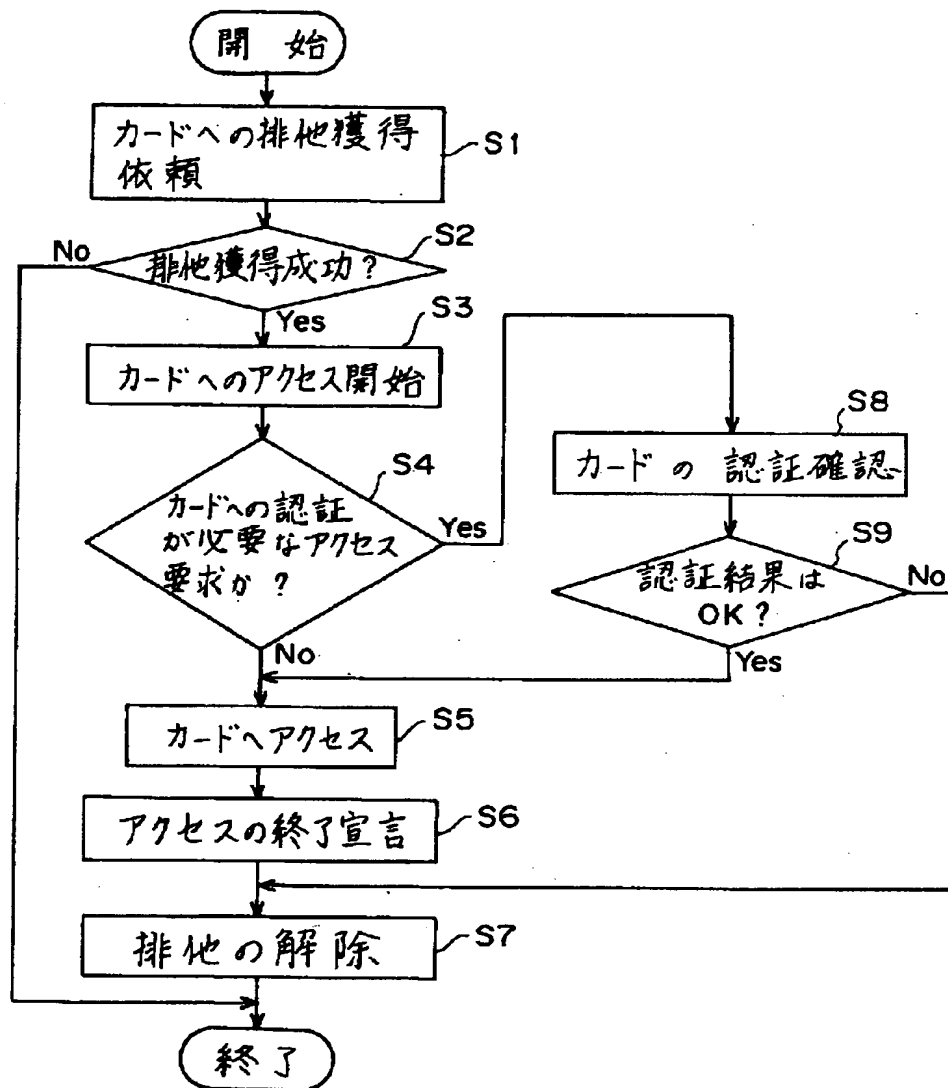 開始
カードへの排他獲得
依頼
S1
No
S2
排他獲得成功?
Yes
S3
カードへのアクセス開始
S4
カードへの認証
が必要なアクセス
要求か?
Yes
No
S8
カードの認証確認
S9
認証結果は
OK?
No
Yes
S5
カードへアクセス
アクセスの終了宣言
S6
排他の解除
S7
終了